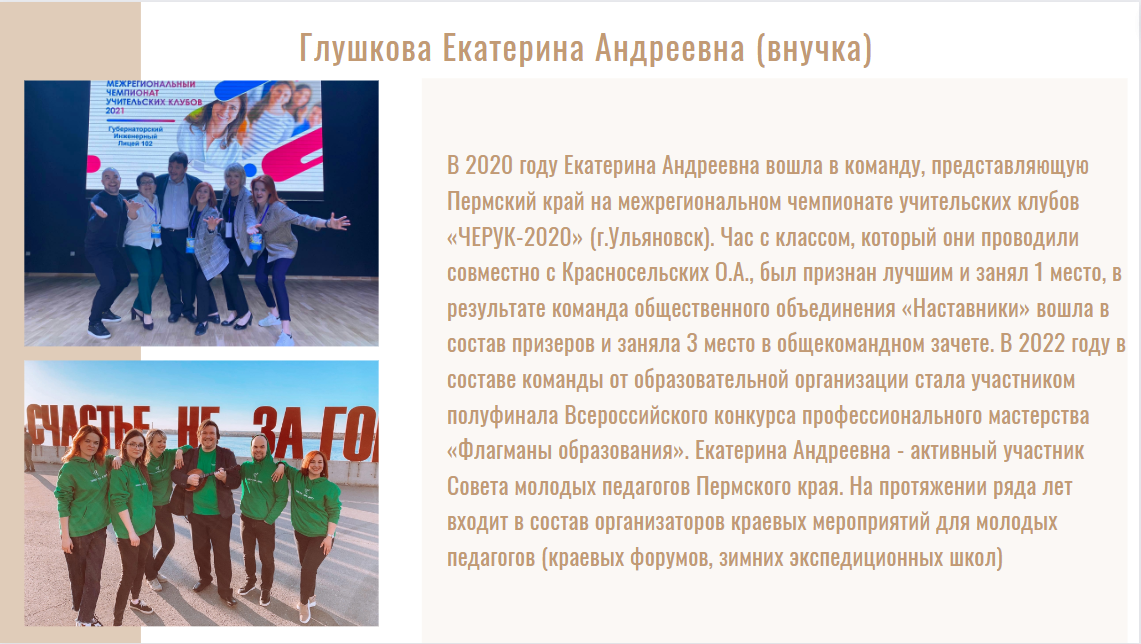 Глушкова Екатерина Андреевна (внучка)
МЕЖРЕГИОНАЛЬНЫЙ
ЧЕМПИОНАТ
УЧИТЕЛЬСКИХ КЛУБОВ
2021
Губернаторский
Инженерный
Лицей 102
СЧАСТЬЕ НЕ ЗА ГО
В 2020 году Екатерина Андреевна вошла в команду, представляющую
Пермский край на межрегиональном чемпионате учительских клубов
«ЧЕРУК-2020» (г.Ульяновск). Час с классом, который они проводили
совместно с Красносельских О.А., был признан лучшим и занял 1 место, в
результате команда общественного объединения «Наставники» вошла в
состав призеров и заняла 3 место в общекомандном зачете. В 2022 году в
составе команды от образовательной организации стала участником
полуфинала Всероссийского конкурса профессионального мастерства
«Флагманы образования». Екатерина Андреевна - активный участник
Совета молодых педагогов Пермского края. На протяжении ряда лет
входит в состав организаторов краевых мероприятий для молодых
педагогов (краевых форумов, зимних экспедиционных школ)